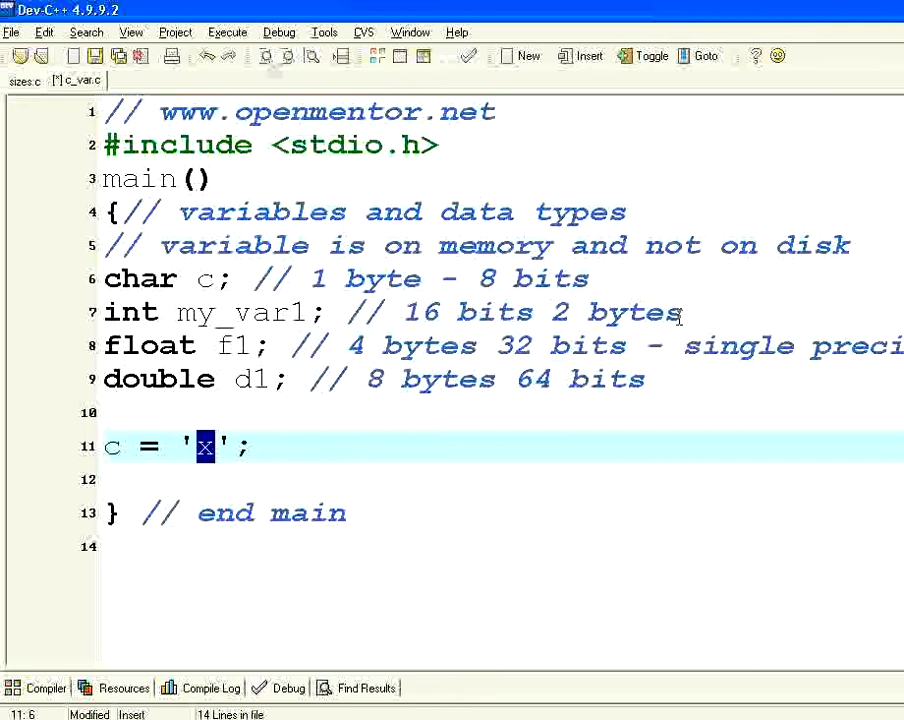 Dev-C++ 4.9.9.2
File Edit Search View Project Execute Debug Tools CVS Window Help
New Insert Toggle Goto
sizes.c [*] c_var.c
1 // www.openmentor.net
2 #include <stdio.h>
3 main()
4 {// variables and data types
5 // variable is on memory and not on disk
6 char c; // 1 byte - 8 bits
7 int my_var1; // 16 bits 2 bytes
8 float f1; // 4 bytes 32 bits - single preci
9 double d1; // 8 bytes 64 bits
10
11 c = 'x';
12
13 } // end main
14
Compiler Resources Compile Log Debug Find Results
11: 6 Modified Insert 14 Lines in file